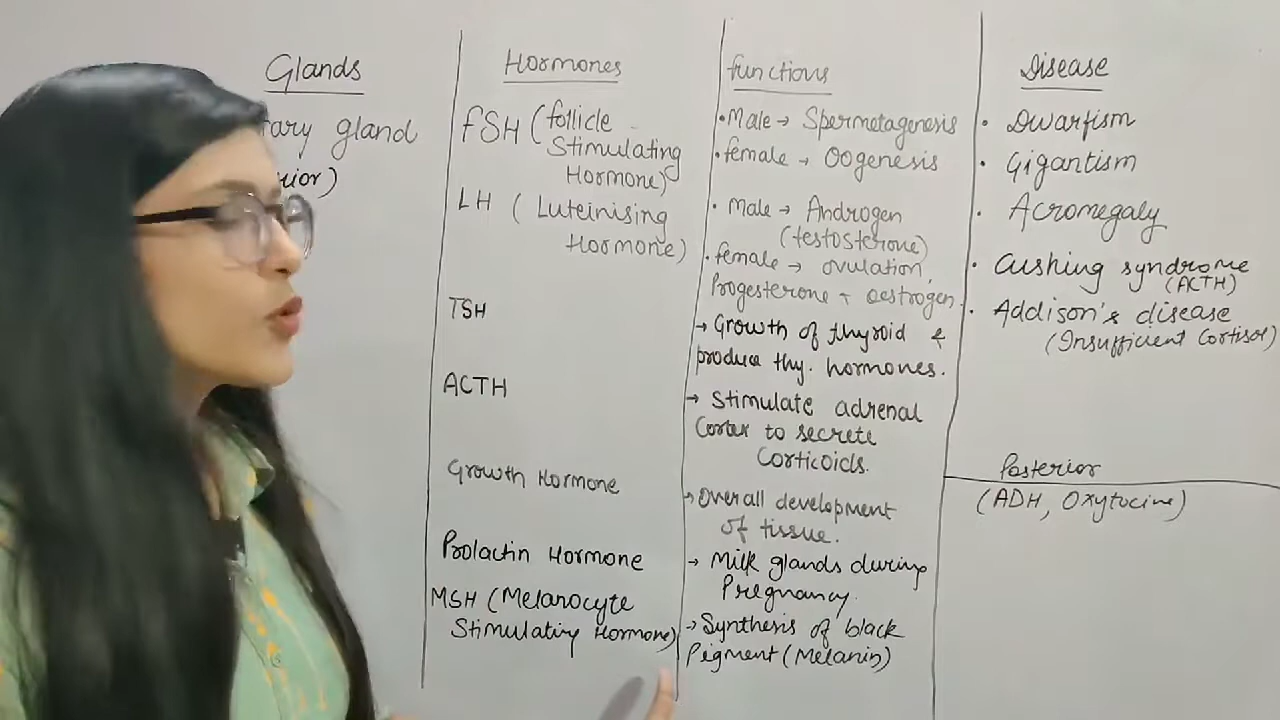 Glands
tary gland
rior)
Hormones
FSH (follicle
Stimulating
Hormone)
LH ( Luteinising
Hormone)
TSH
ACTH
Growth Hormone
Prolactin Hormone
MSH (Melanocyte
Stimulating Hormone)
functions
• Male → Spermetagenesis
• female → Oogenesis
• Male → Androgen
(testosterone)
• female → ovulation,
Progesterone + oestrogen
→ Growth of thyroid &
produce thy. hormones.
→ Stimulate adrenal
Cortex to secrete
Corticoids.
→ Overall development
of tissue.
→ Milk glands during
Pregnancy.
→ Synthesis of black
Pigment (Melanin)
Disease
• Dwarfism
• Gigantism
• Acromegaly
• Cushing syndrome
(ACTH)
• Addison's disease
(Insufficient Cortisol)
Posterior
(ADH, Oxytocine)